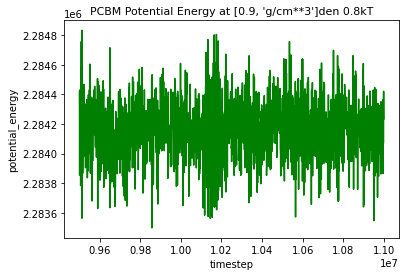 PCBM Potential Energy at [0.9, 'g/cm**3']den 0.8kT
1e6
2.2848
2.2846
2.2844
2.2842
2.2840
2.2838
2.2836
potential_energy
0.96 0.98 1.00 1.02 1.04 1.06 1.08 1.10
timestep
1e7